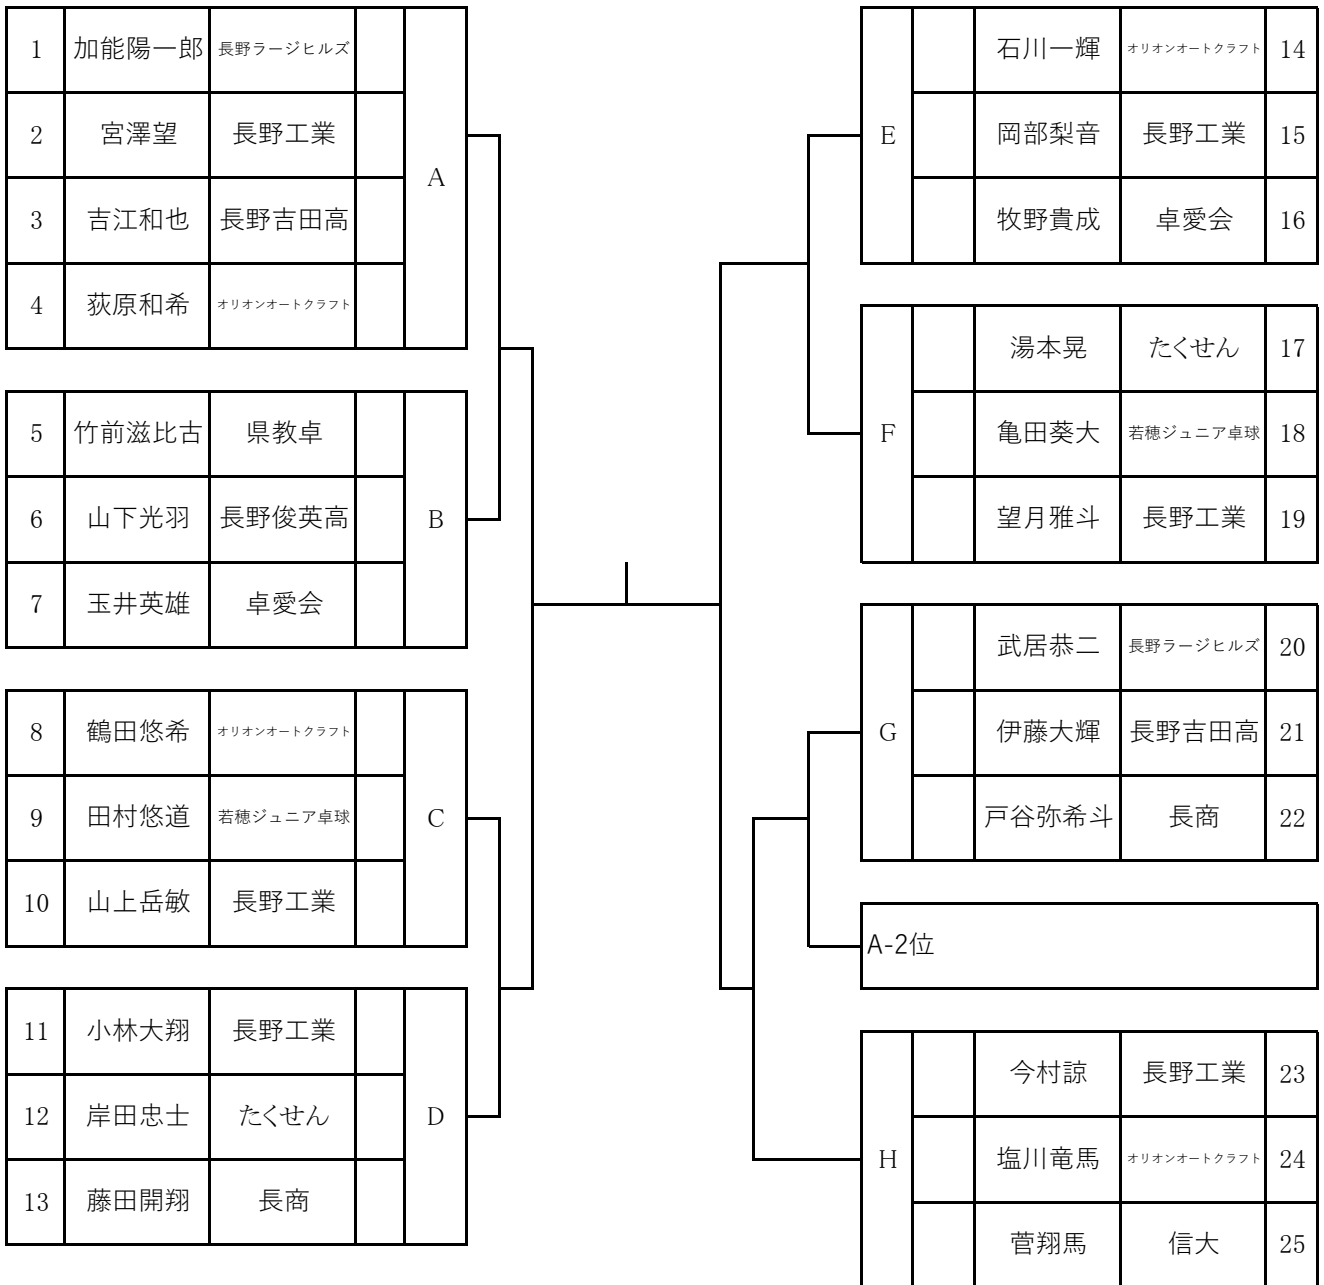 1 加能陽一郎 長野ラージヒルズ
2 宮澤望 長野工業
3 吉江和也 長野吉田高
4 荻原和希 オリオンオートクラフト
A
5 竹前滋比古 県教卓
6 山下光羽 長野俊英高
7 玉井英雄 卓愛会
B
8 鶴田悠希 オリオンオートクラフト
9 田村悠道 若穂ジュニア卓球
10 山上岳敏 長野工業
C
11 小林大翔 長野工業
12 岸田忠士 たくせん
13 藤田開翔 長商
D
E
石川一輝 オリオンオートクラフト 14
岡部梨音 長野工業 15
牧野貴成 卓愛会 16
F
湯本晃 たくせん 17
亀田葵大 若穂ジュニア卓球 18
望月雅斗 長野工業 19
G
武居恭二 長野ラージヒルズ 20
伊藤大輝 長野吉田高 21
戸谷弥希斗 長商 22
A-2位
H
今村諒 長野工業 23
塩川竜馬 オリオンオートクラフト 24
菅翔馬 信大 25